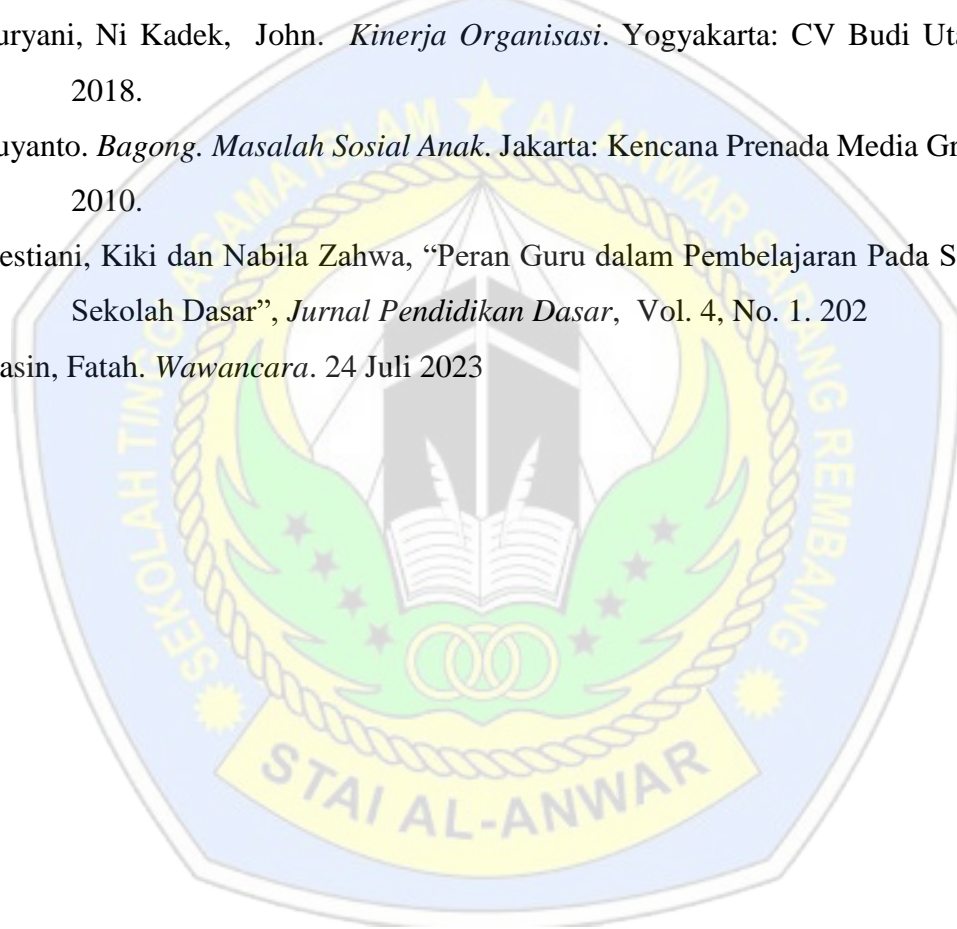 uryani, Ni Kadek, John. Kinerja Organisasi. Yogyakarta: CV Budi Uta
2018.
uyanto. Bagong. Masalah Sosial Anak. Jakarta: Kencana Prenada Media Gr
2010.
estiani, Kiki dan Nabila Zahwa, “Peran Guru dalam Pembelajaran Pada S
Sekolah Dasar”, Jurnal Pendidikan Dasar, Vol. 4, No. 1. 202
asin, Fatah. Wawancara. 24 Juli 2023
SEKOLAH TINGGI AGAMA ISLAM AL ANWAR SARANG REMBANG
STAI AL-ANWAR